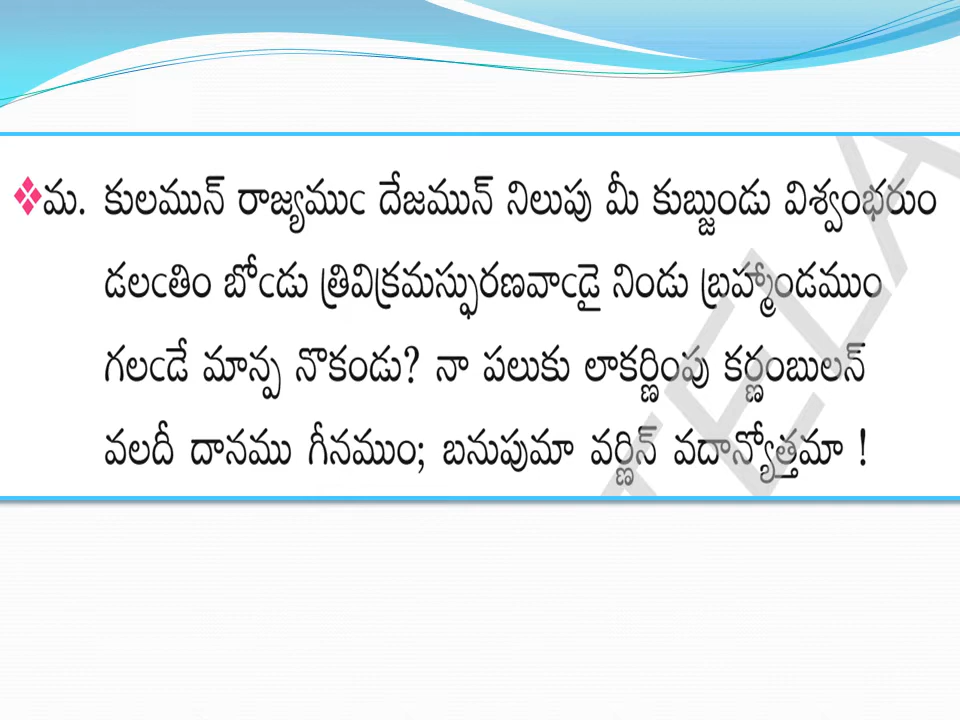 ❖మ. కులమున్ రాజ్యముఁ దేజమున్ నిలుపు మీ కుబ్జుండు విశ్వంభరుం
డలఁతిం బోఁడు త్రివిక్రమస్ఫురణవాఁడై నిండు బ్రహ్మాండముం
గలఁడే మాన్ప నొకండు? నా పలుకు లాకర్ణింపు కర్ణంబులన్
వలదీ దానము గీనముం; బనుపుమా వర్ణిన్ వదాన్యోత్తమా !
TELA